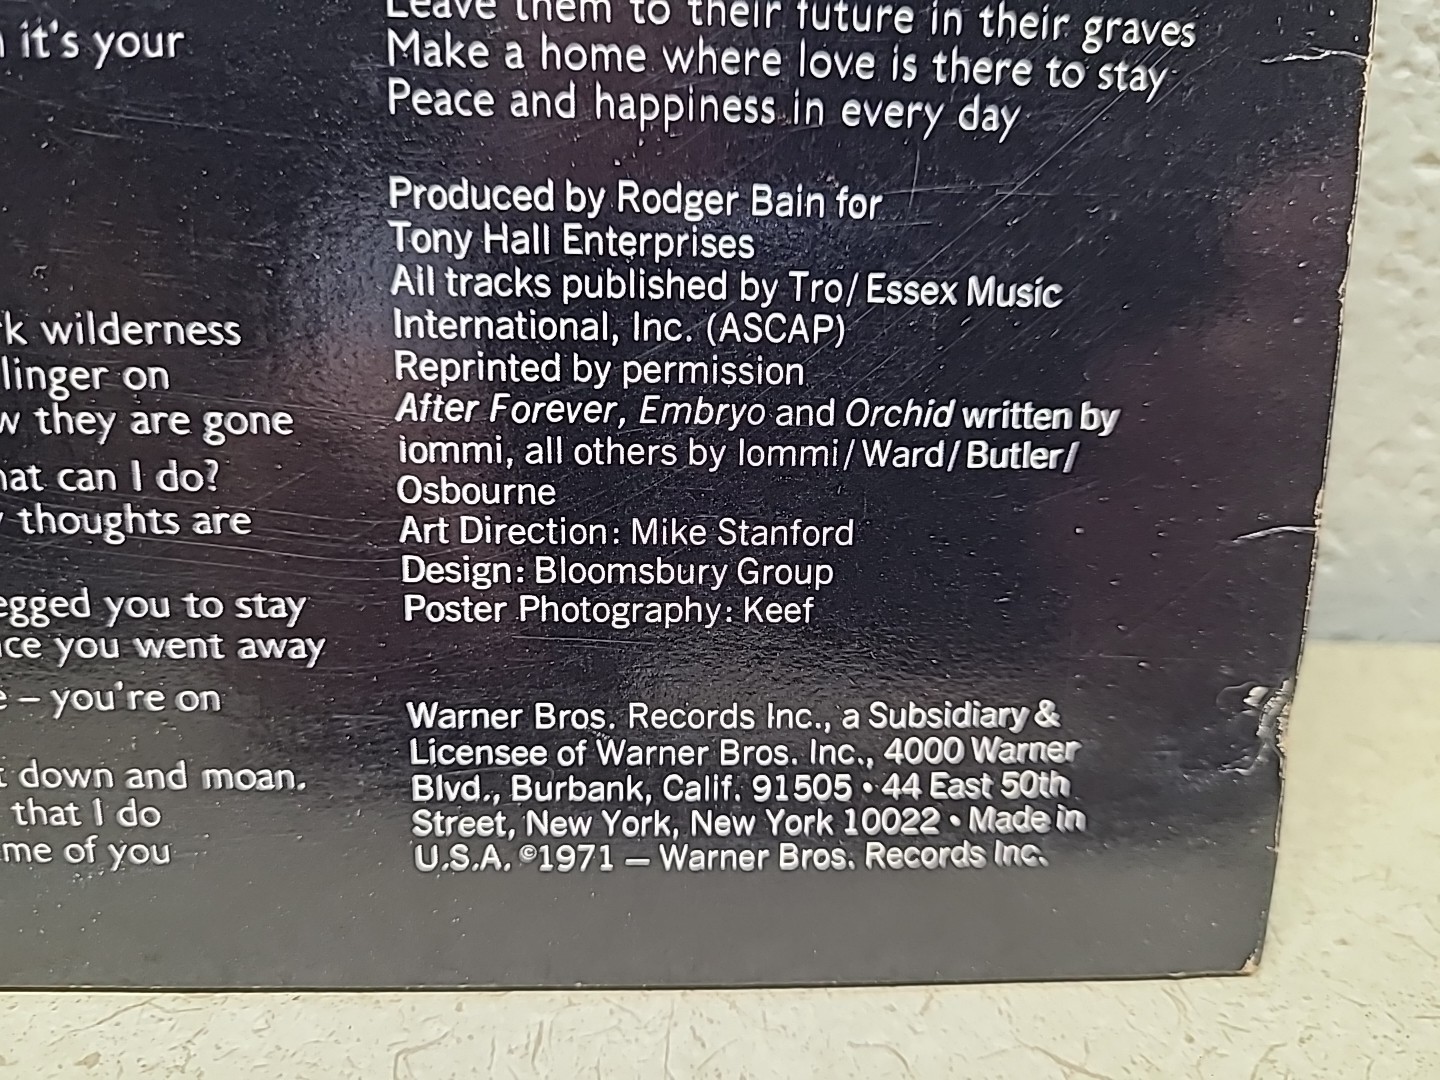 it's your
wilderness
linger on
they are gone
can I do?
thoughts are
you to stay
you went away
– you're on
down and moan.
that I do
me of you
Leave them to their future in their graves
Make a home where love is there to stay
Peace and happiness in every day
Produced by Rodger Bain for
Tony Hall Enterprises
All tracks published by Tro/Essex Music
International, Inc. (ASCAP)
Reprinted by permission
After Forever, Embryo and Orchid written by
Iommi, all others by Iommi/Ward/Butler/
Osbourne
Art Direction: Mike Stanford
Design: Bloomsbury Group
Poster Photography: Keef
Warner Bros. Records Inc., a Subsidiary &
Licensee of Warner Bros. Inc., 4000 Warner
Blvd., Burbank, Calif. 91505 • 44 East 50th
Street, New York, New York 10022 • Made in
U.S.A. ©1971 — Warner Bros. Records Inc.